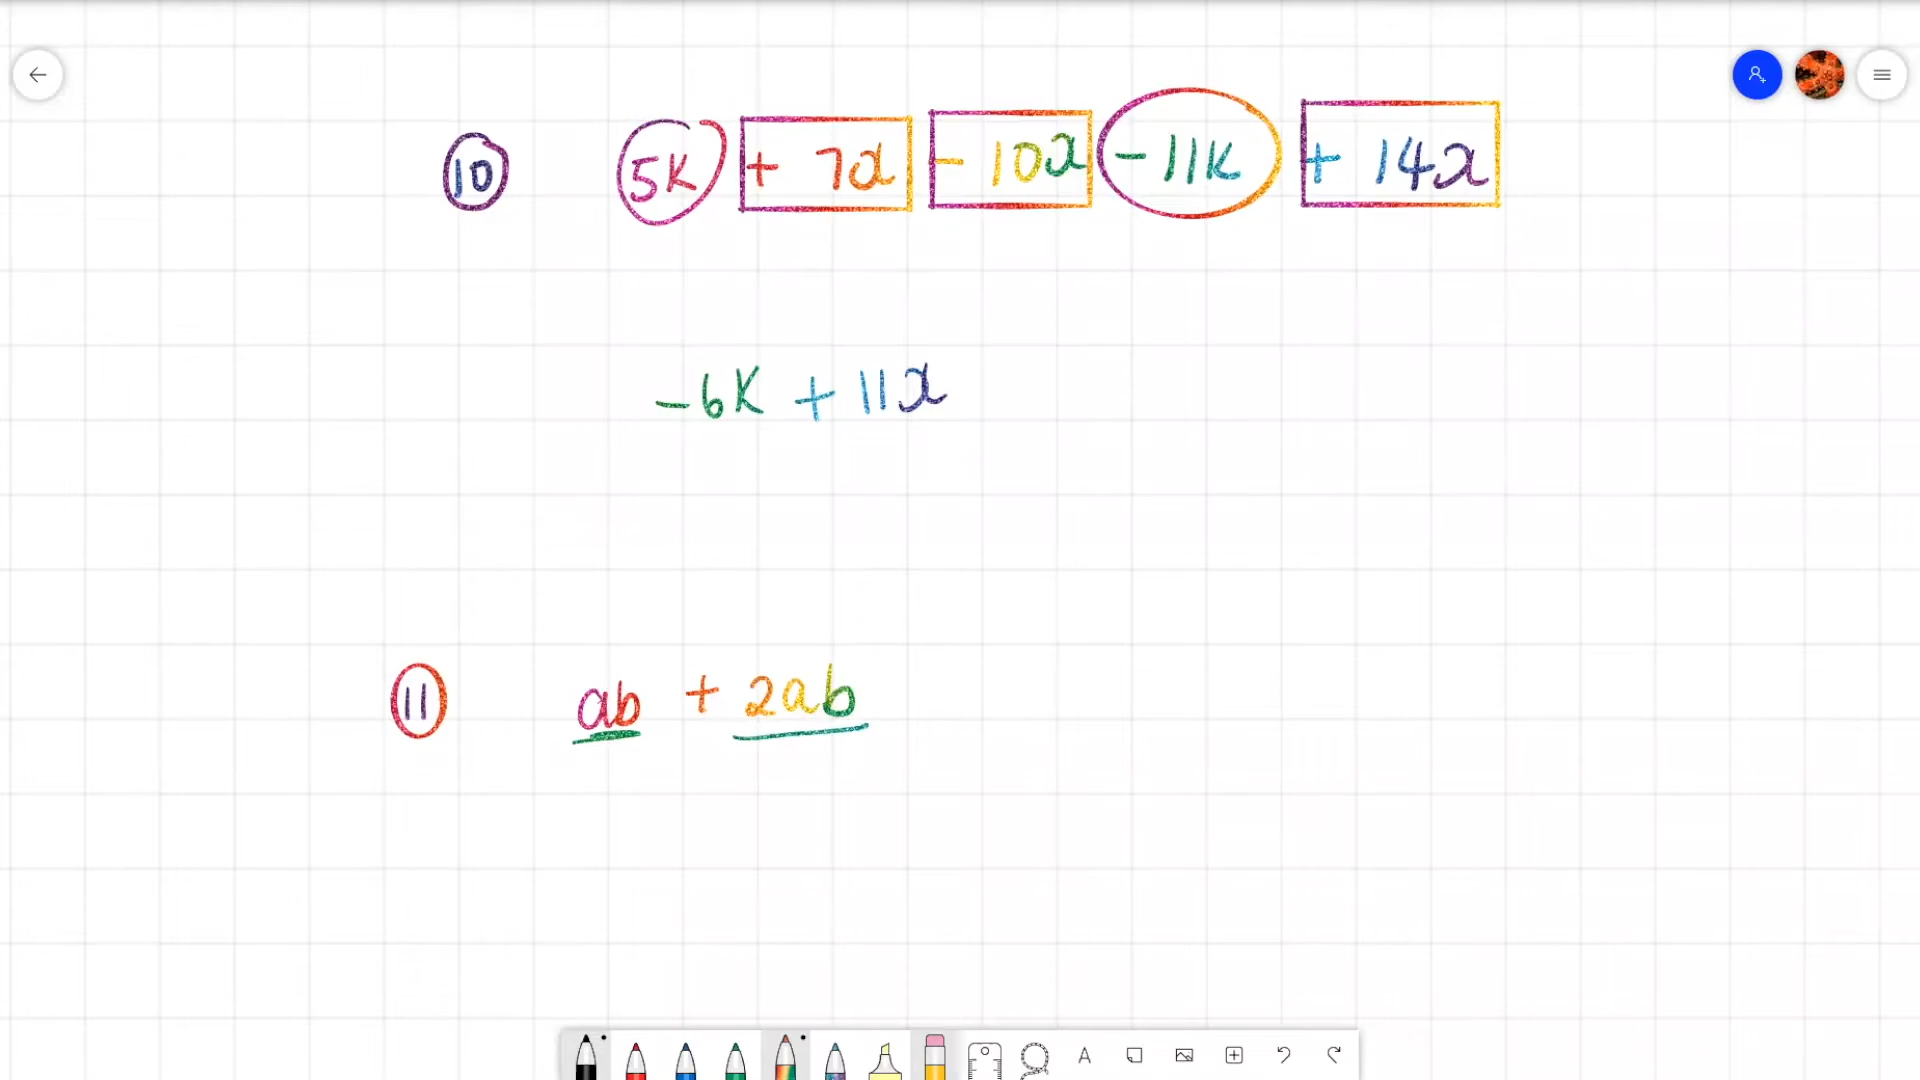 10 5k + 7x - 10x - 11k + 14x
-6k + 11x
11 ab + 2ab
A